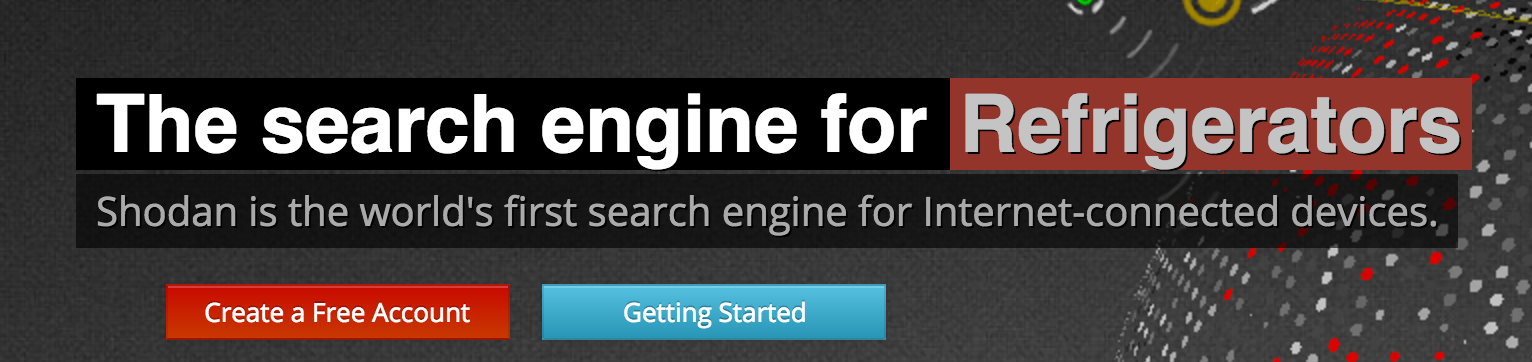 The search engine for Refrigerators
Shodan is the world's first search engine for Internet-connected devices.
Create a Free Account Getting Started